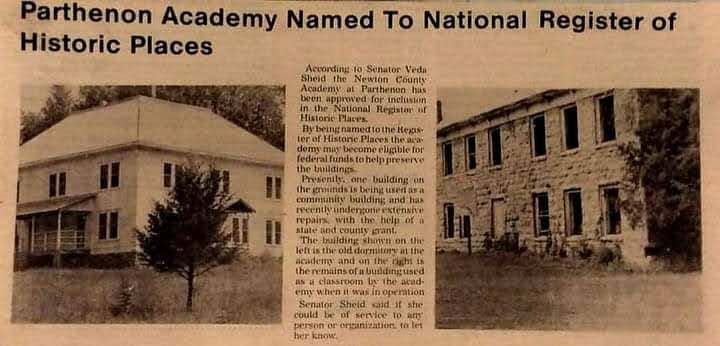 Parthenon Academy Named To National Register of
Historic Places
According to Senator Veda
Sheid the Newton County
Academy at Parthenon has
been approved for inclusion
in the National Register of
Historic Places.
By being named to the Regis-
ter of Historic Places the aca-
demy may become eligible for
federal funds to help preserve
the buildings.
Presently, one building on
the grounds is being used as a
community building and has
recently undergone extensive
repairs, with the help of a
state and county grant.
The building shown on the
left is the old dormitory at the
academy and on the right is
the remains of a building used
as a classroom by the acad-
emy when it was in operation
Senator Sheid said if she
could be of service to any
person or organization, to let
her know.